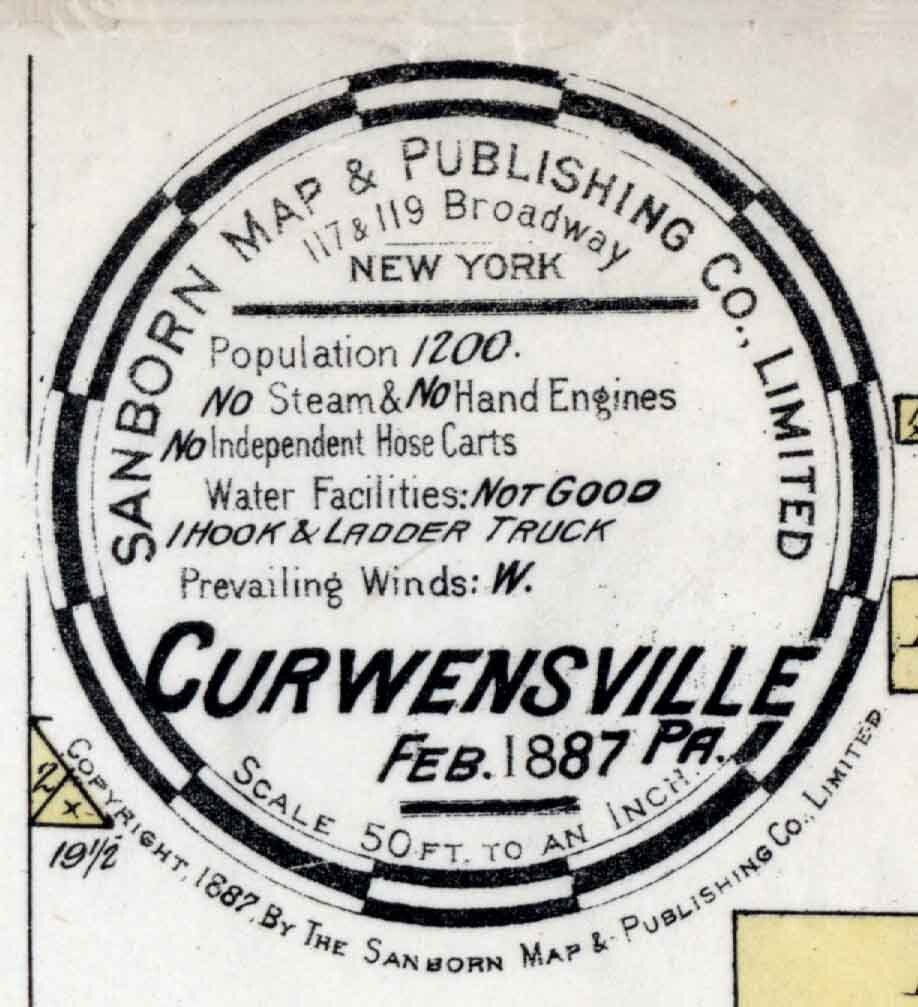 SANBORN MAP & PUBLISHING CO., LIMITED
117 & 119 Broadway
NEW YORK
Population 1200.
NO Steam & NO Hand Engines
NO Independent Hose Carts
Water Facilities: NOT GOOD
1 HOOK & LADDER TRUCK
Prevailing Winds: W.
CURWENSVILLE
PA.
FEB. 1887
SCALE 50 FT. TO AN INCH.
COPYRIGHT, 1887, BY THE SANBORN MAP & PUBLISHING CO., LIMITED
2 x
19½